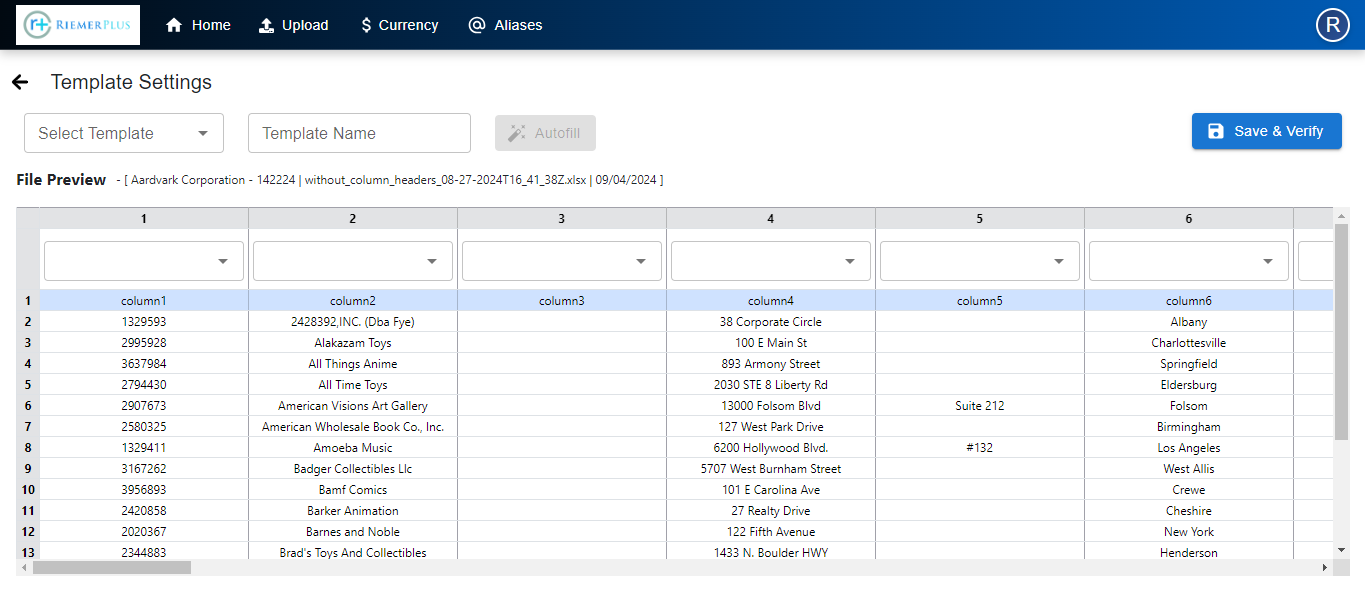 r+ RIEMERPLUS Home Upload $ Currency @ Aliases R
Template Settings
Select Template Template Name Autofill Save & Verify
File Preview - [ Aardvark Corporation - 142224 | without_column_headers_08-27-2024T16_41_38Z.xlsx | 09/04/2024 ]
1 2 3 4 5 6
1 column1 column2 column3 column4 column5 column6
2 1329593 2428392,INC. (Dba Fye) 38 Corporate Circle Albany
3 2995928 Alakazam Toys 100 E Main St Charlottesville
4 3637984 All Things Anime 893 Armony Street Springfield
5 2794430 All Time Toys 2030 STE 8 Liberty Rd Eldersburg
6 2907673 American Visions Art Gallery 13000 Folsom Blvd Suite 212 Folsom
7 2580325 American Wholesale Book Co., Inc. 127 West Park Drive Birmingham
8 1329411 Amoeba Music 6200 Hollywood Blvd. #132 Los Angeles
9 3167262 Badger Collectibles Llc 5707 West Burnham Street West Allis
10 3956893 Bamf Comics 101 E Carolina Ave Crewe
11 2420858 Barker Animation 27 Realty Drive Cheshire
12 2020367 Barnes and Noble 122 Fifth Avenue New York
13 2344883 Brad's Toys And Collectibles 1433 N. Boulder HWY Henderson